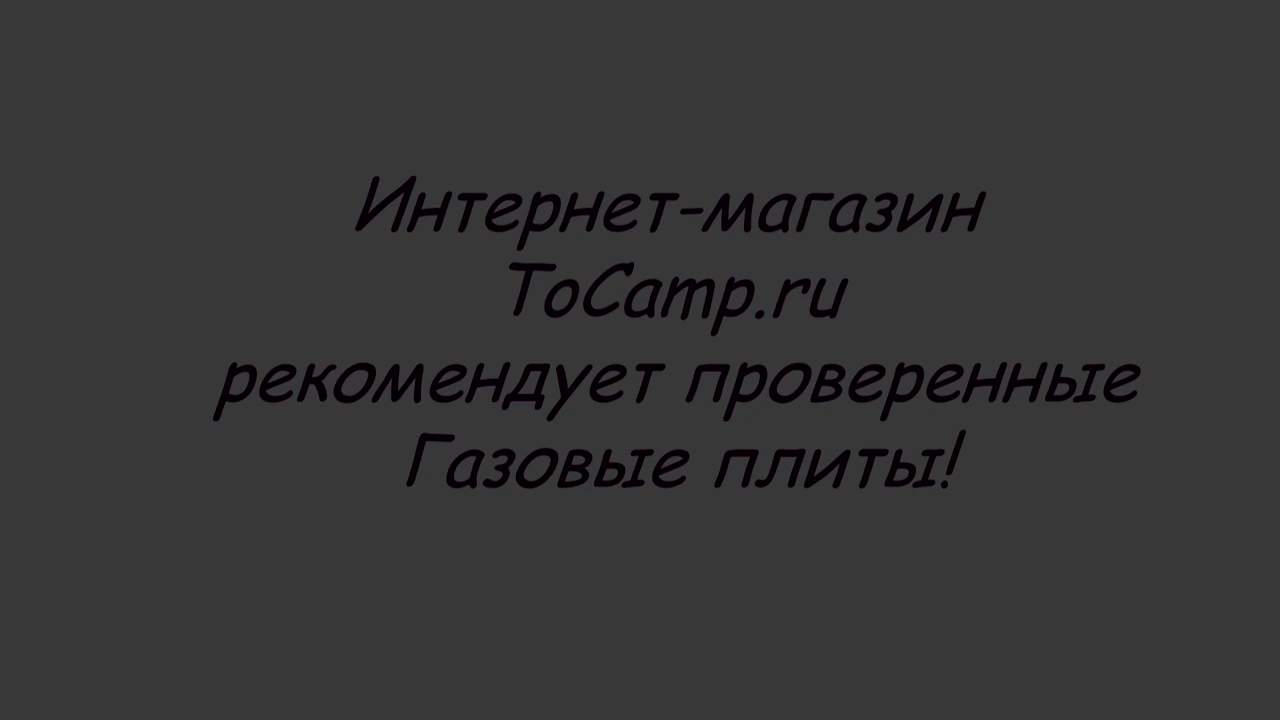 Интернет-магазин
ToCamp.ru
рекомендует проверенные
Газовые плиты!